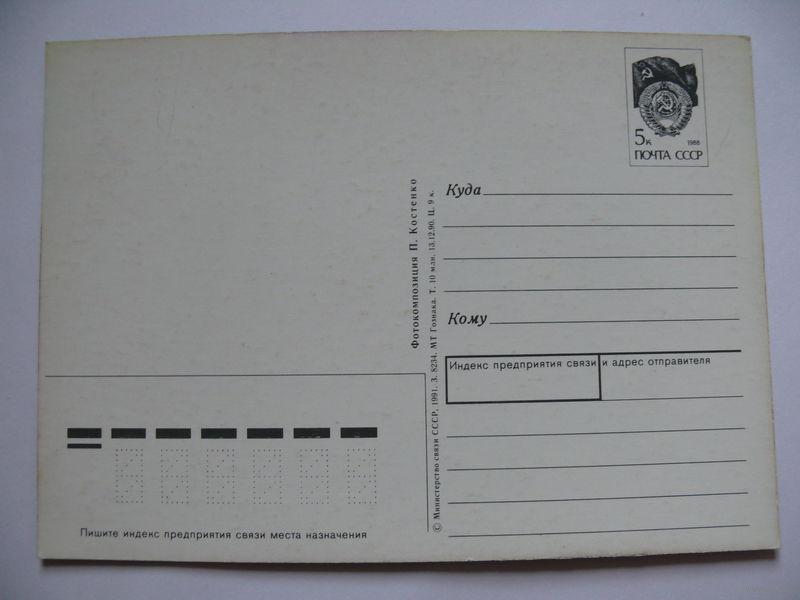 5к
1988
ПОЧТА СССР
Фотокомпозиция П. Костенко
© Министерство связи СССР, 1991. З. 8234. МТ Гознака. Т. 10 млн. 13.12.90. Ц. 9 к.
Куда
Кому
Индекс предприятия связи и адрес отправителя
Пишите индекс предприятия связи места назначения